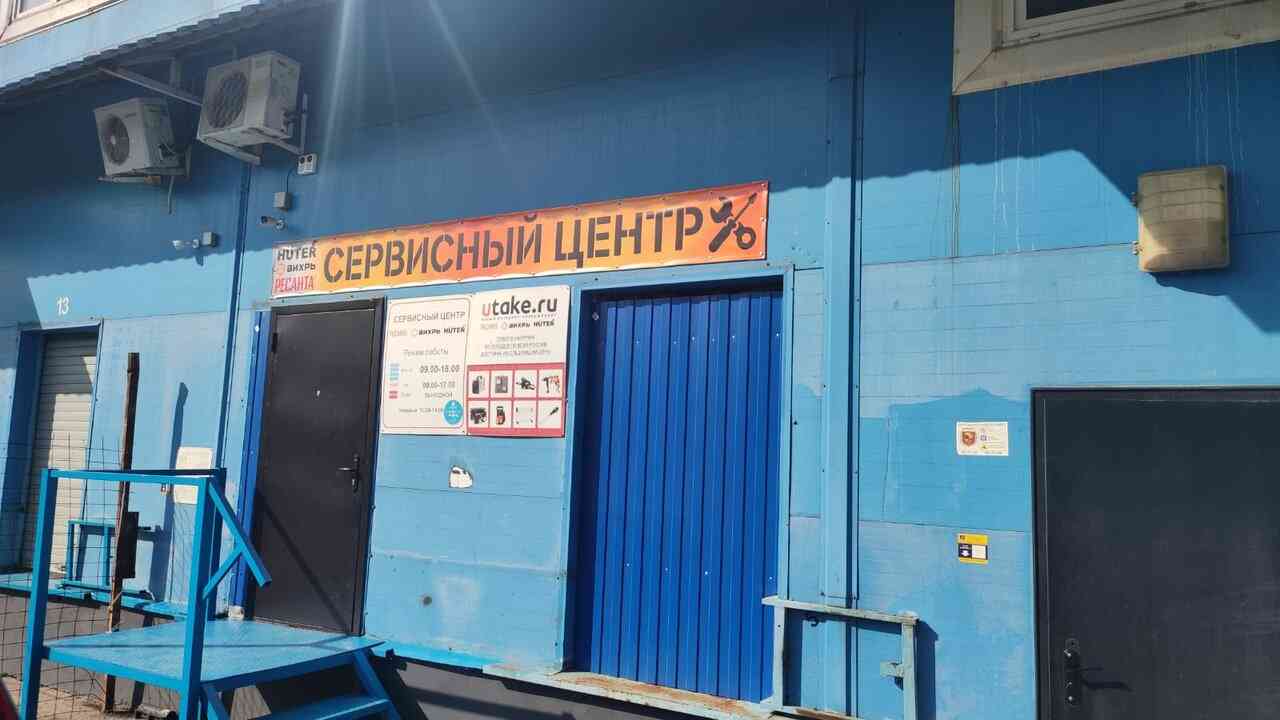 HUTER
ВИХРЬ
РЕСАНТА
СЕРВИСНЫЙ ЦЕНТР
13
СЕРВИСНЫЙ ЦЕНТР
ВИХРЬ HUTER
Режим работы
09.00-18.00
09.00-17.00
ВЫХОДНОЙ
utake.ru
ВИХРЬ HUTER